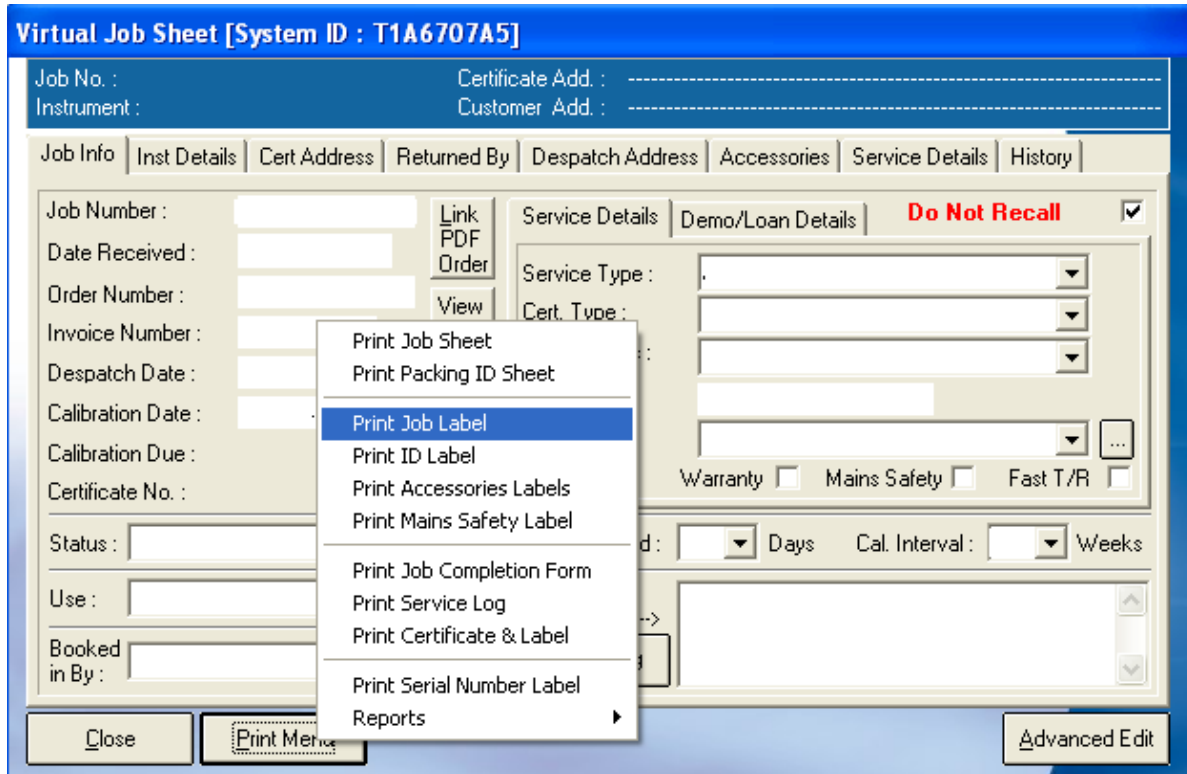 Virtual Job Sheet [System ID : T1A6707A5]
Job No. :
Certificate Add. : ----------------------------------------------------------------------
Instrument :
Customer Add. : ----------------------------------------------------------------------
Job Info
Inst Details
Cert Address
Returned By
Despatch Address
Accessories
Service Details
History
Job Number :
Date Received :
Order Number :
Invoice Number :
Despatch Date :
Calibration Date :
Calibration Due :
Certificate No. :
Link
PDF
Order
View
Service Details
Demo/Loan Details
Do Not Recall
Service Type :
.
Cert. Type :
:
...
Warranty
Mains Safety
Fast T/R
Status :
d :
Days
Cal. Interval :
Weeks
Use :
-->
Booked
in By :
Print Job Sheet
Print Packing ID Sheet
Print Job Label
Print ID Label
Print Accessories Labels
Print Mains Safety Label
Print Job Completion Form
Print Service Log
Print Certificate & Label
Print Serial Number Label
Reports
Close
Print Menu
Advanced Edit